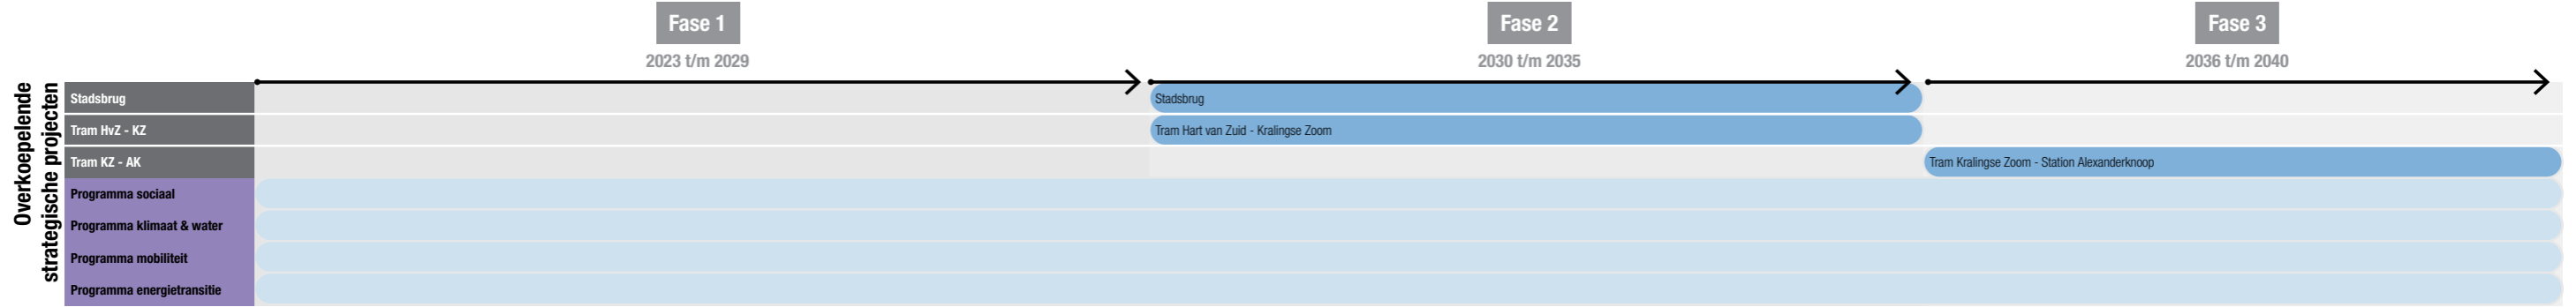 Fase 1
Fase 2
Fase 3
2023 t/m 2029
2030 t/m 2035
2036 t/m 2040
Overkoepelende
strategische projecten
Stadsbrug
Stadsbrug
Tram HvZ - KZ
Tram Hart van Zuid - Kralingse Zoom
Tram KZ - AK
Tram Kralingse Zoom - Station Alexanderknoop
Programma sociaal
Programma klimaat & water
Programma mobiliteit
Programma energietransitie